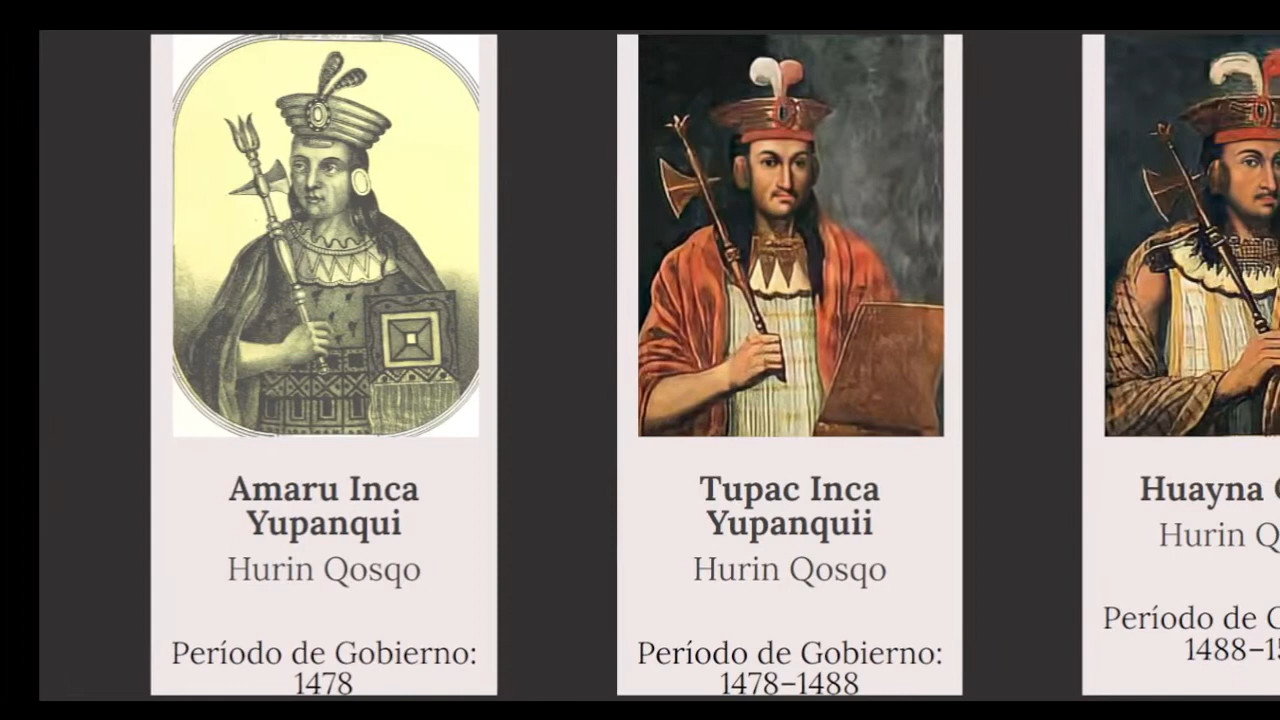 Amaru Inca
Yupanqui
Hurin Qosqo
Período de Gobierno:
1478
Tupac Inca
Yupanquii
Hurin Qosqo
Período de Gobierno:
1478–1488
Huayna
Hurin
Período de
1488–